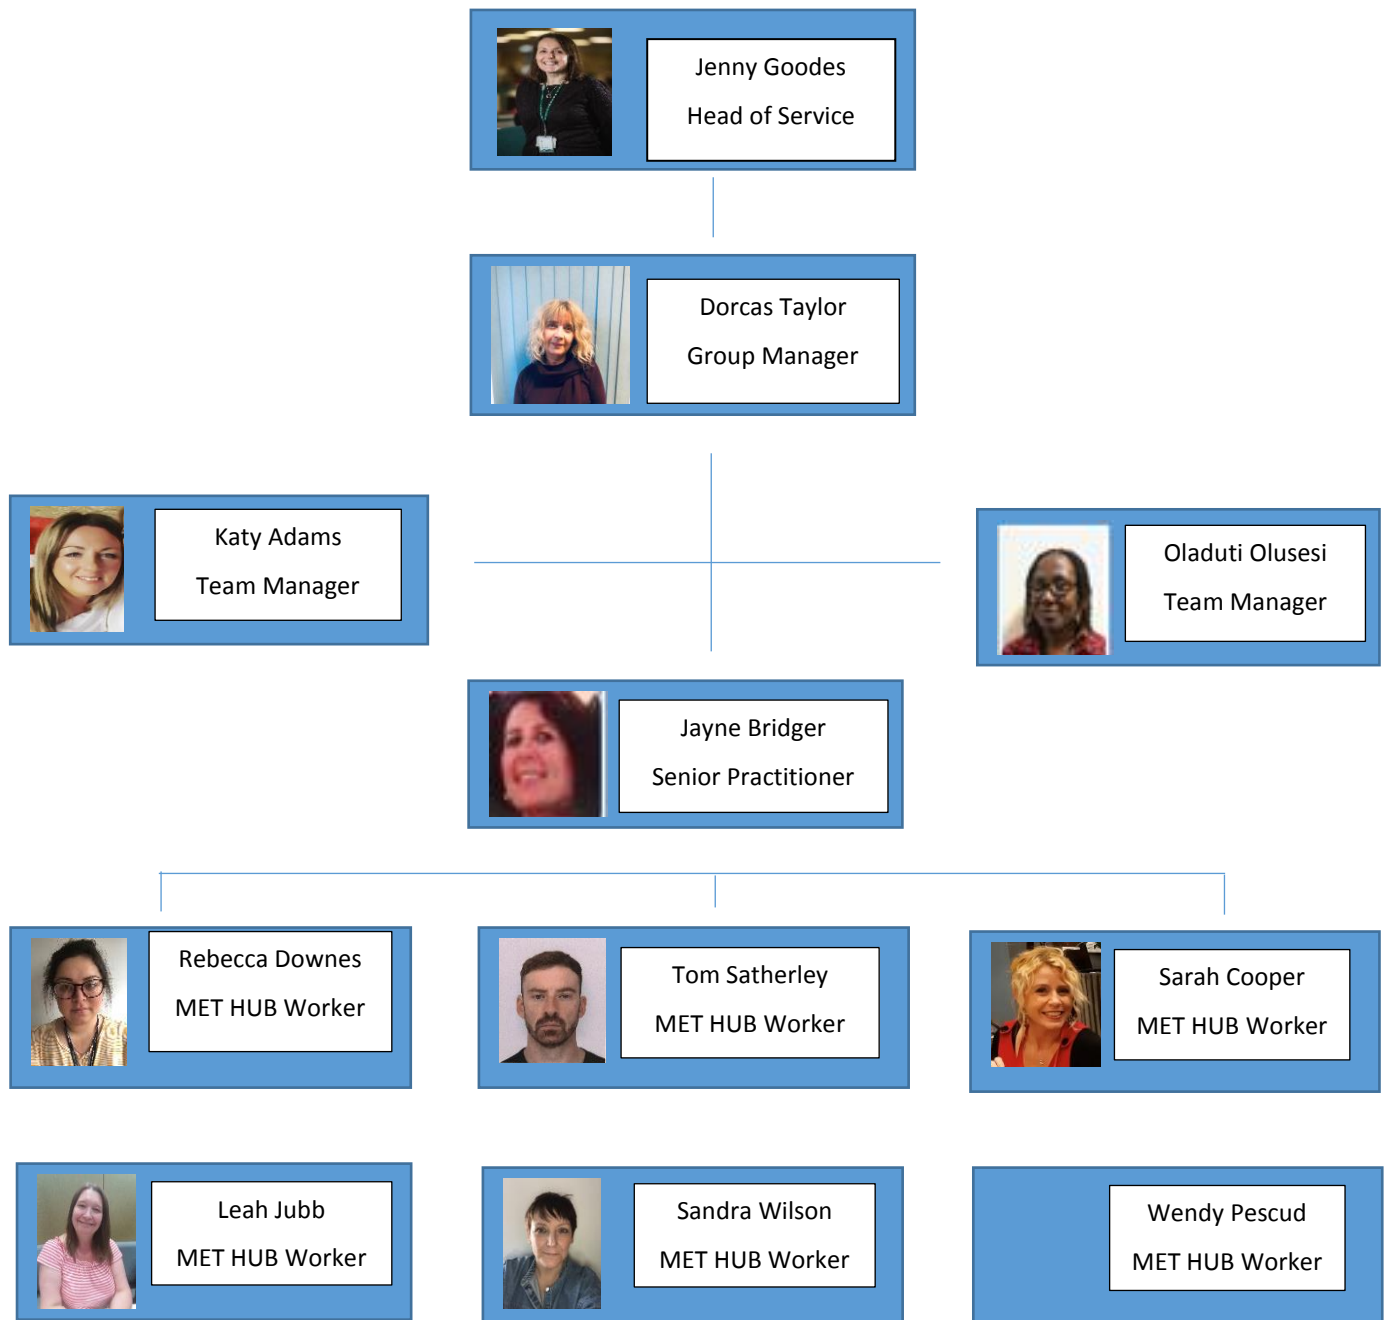 Jenny Goodes
Head of Service
Dorcas Taylor
Group Manager
Katy Adams
Team Manager
Oladuti Olusesi
Team Manager
Jayne Bridger
Senior Practitioner
Rebecca Downes
MET HUB Worker
Tom Satherley
MET HUB Worker
Sarah Cooper
MET HUB Worker
Leah Jubb
MET HUB Worker
Sandra Wilson
MET HUB Worker
Wendy Pescud
MET HUB Worker